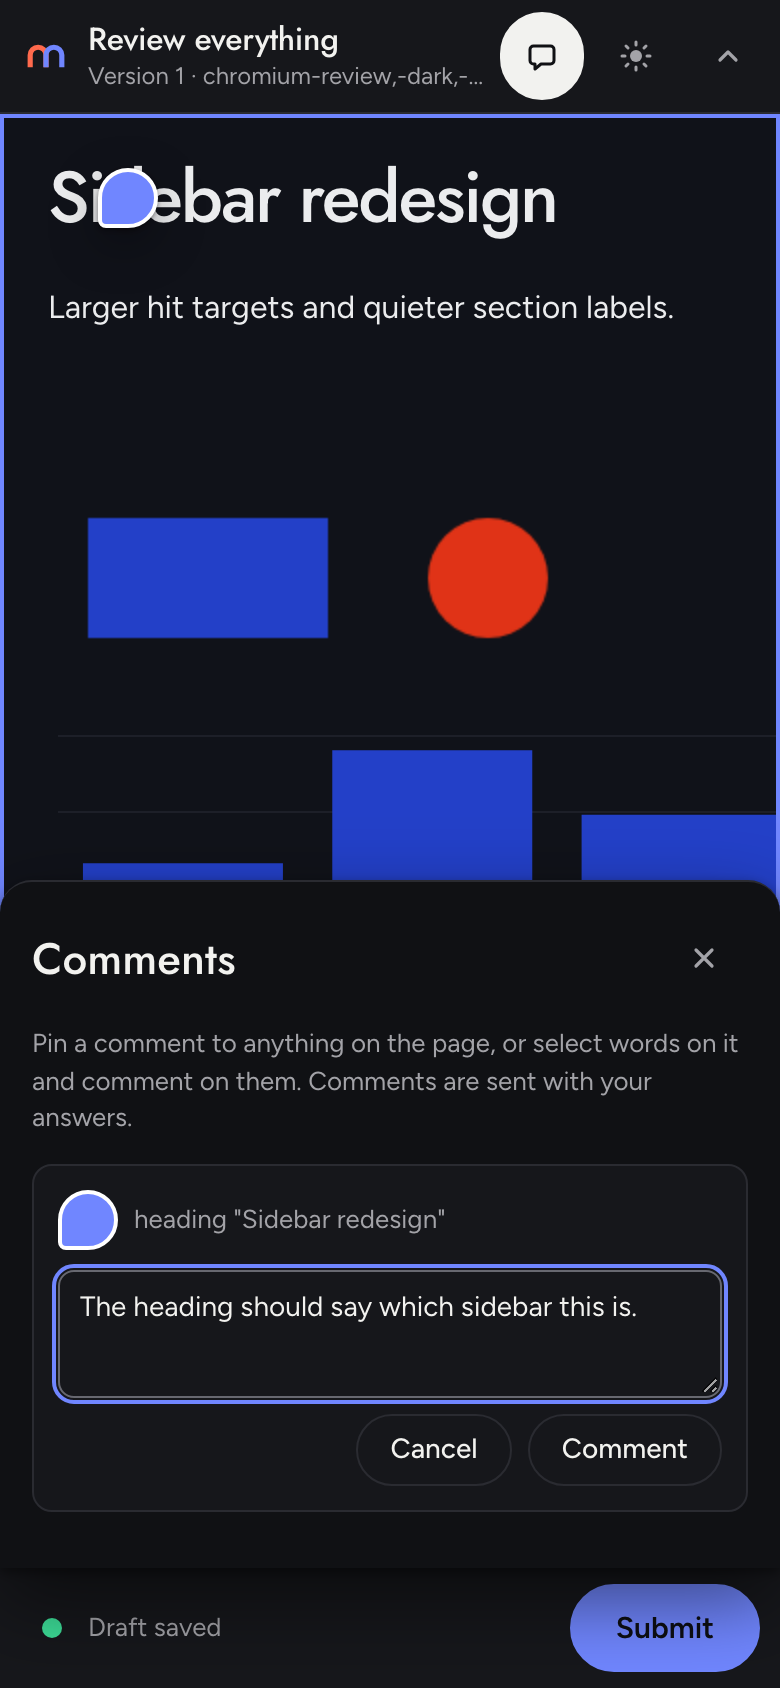 Review everything
Version 1 · chromium-review,-dark,-...
Sidebar redesign
Larger hit targets and quieter section labels.
Comments
Pin a comment to anything on the page, or select words on it
and comment on them. Comments are sent with your
answers.
heading "Sidebar redesign"
The heading should say which sidebar this is.
Cancel
Comment
Draft saved
Submit